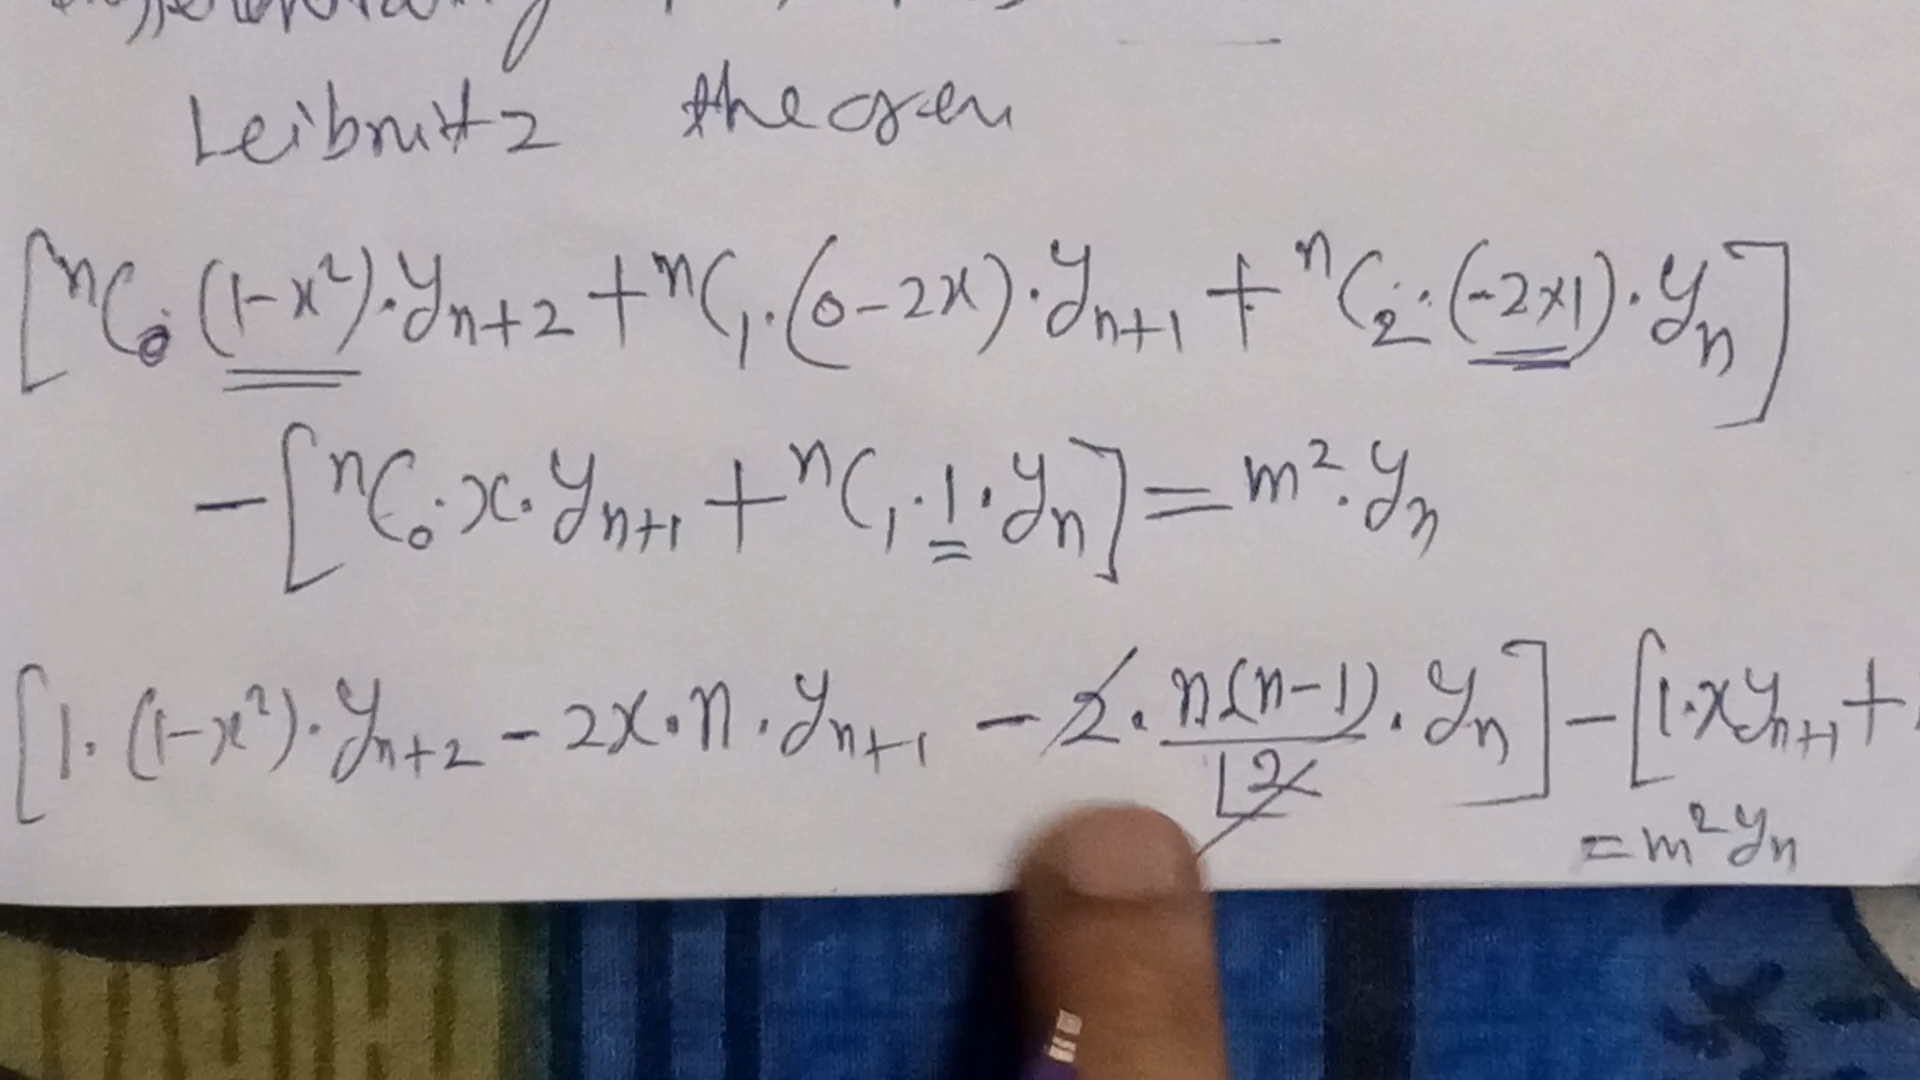 Leibnitz theorem
[ⁿC₀.(1-x²).yₙ₊₂ + ⁿC₁.(0-2x).yₙ₊₁ + ⁿC₂.(-2×1).yₙ]
-[ⁿC₀.x.yₙ₊₁ + ⁿC₁.1.yₙ] = m².yₙ
[1.(1-x²).yₙ₊₂ - 2x.n.yₙ₊₁ - 2.n(n-1)/⌊2.yₙ] - [1.xyₙ₊₁ +
= m²yₙ